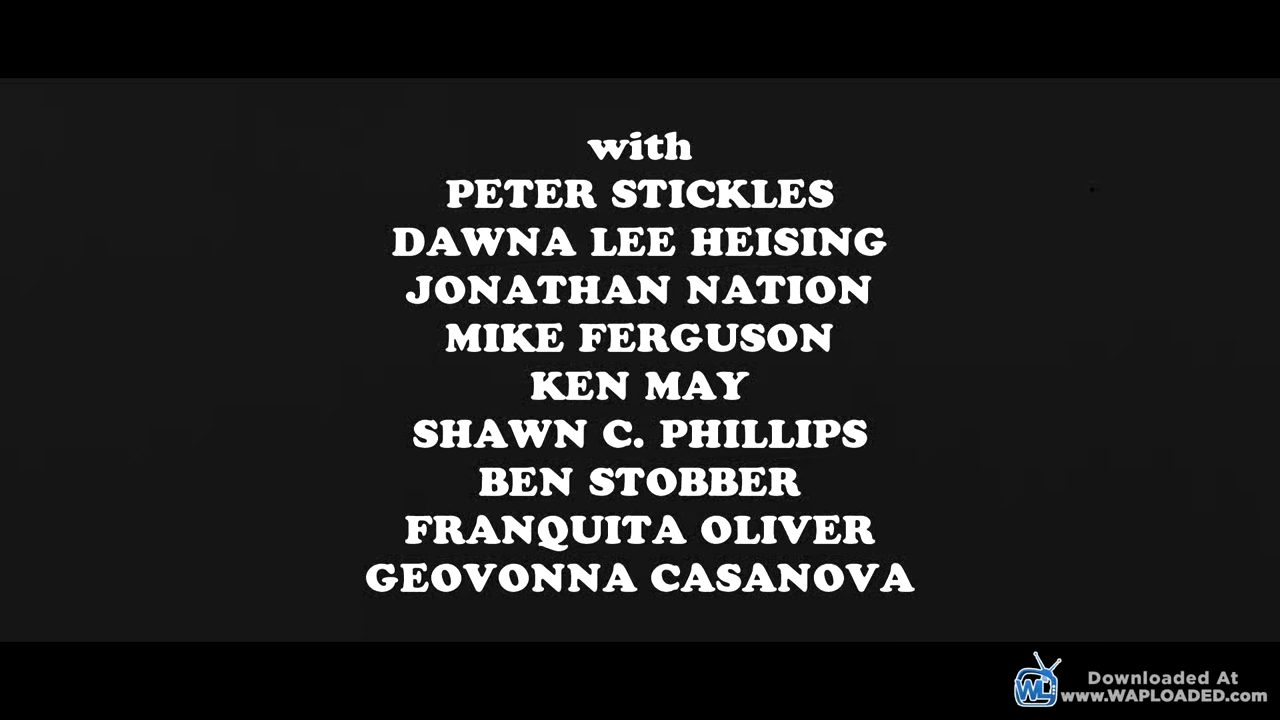 with
PETER STICKLES
DAWNA LEE HEISING
JONATHAN NATION
MIKE FERGUSON
KEN MAY
SHAWN C. PHILLIPS
BEN STOBBER
FRANQUITA OLIVER
GEOVONNA CASANOVA
WL
Downloaded At
www.WAPLOADED.com